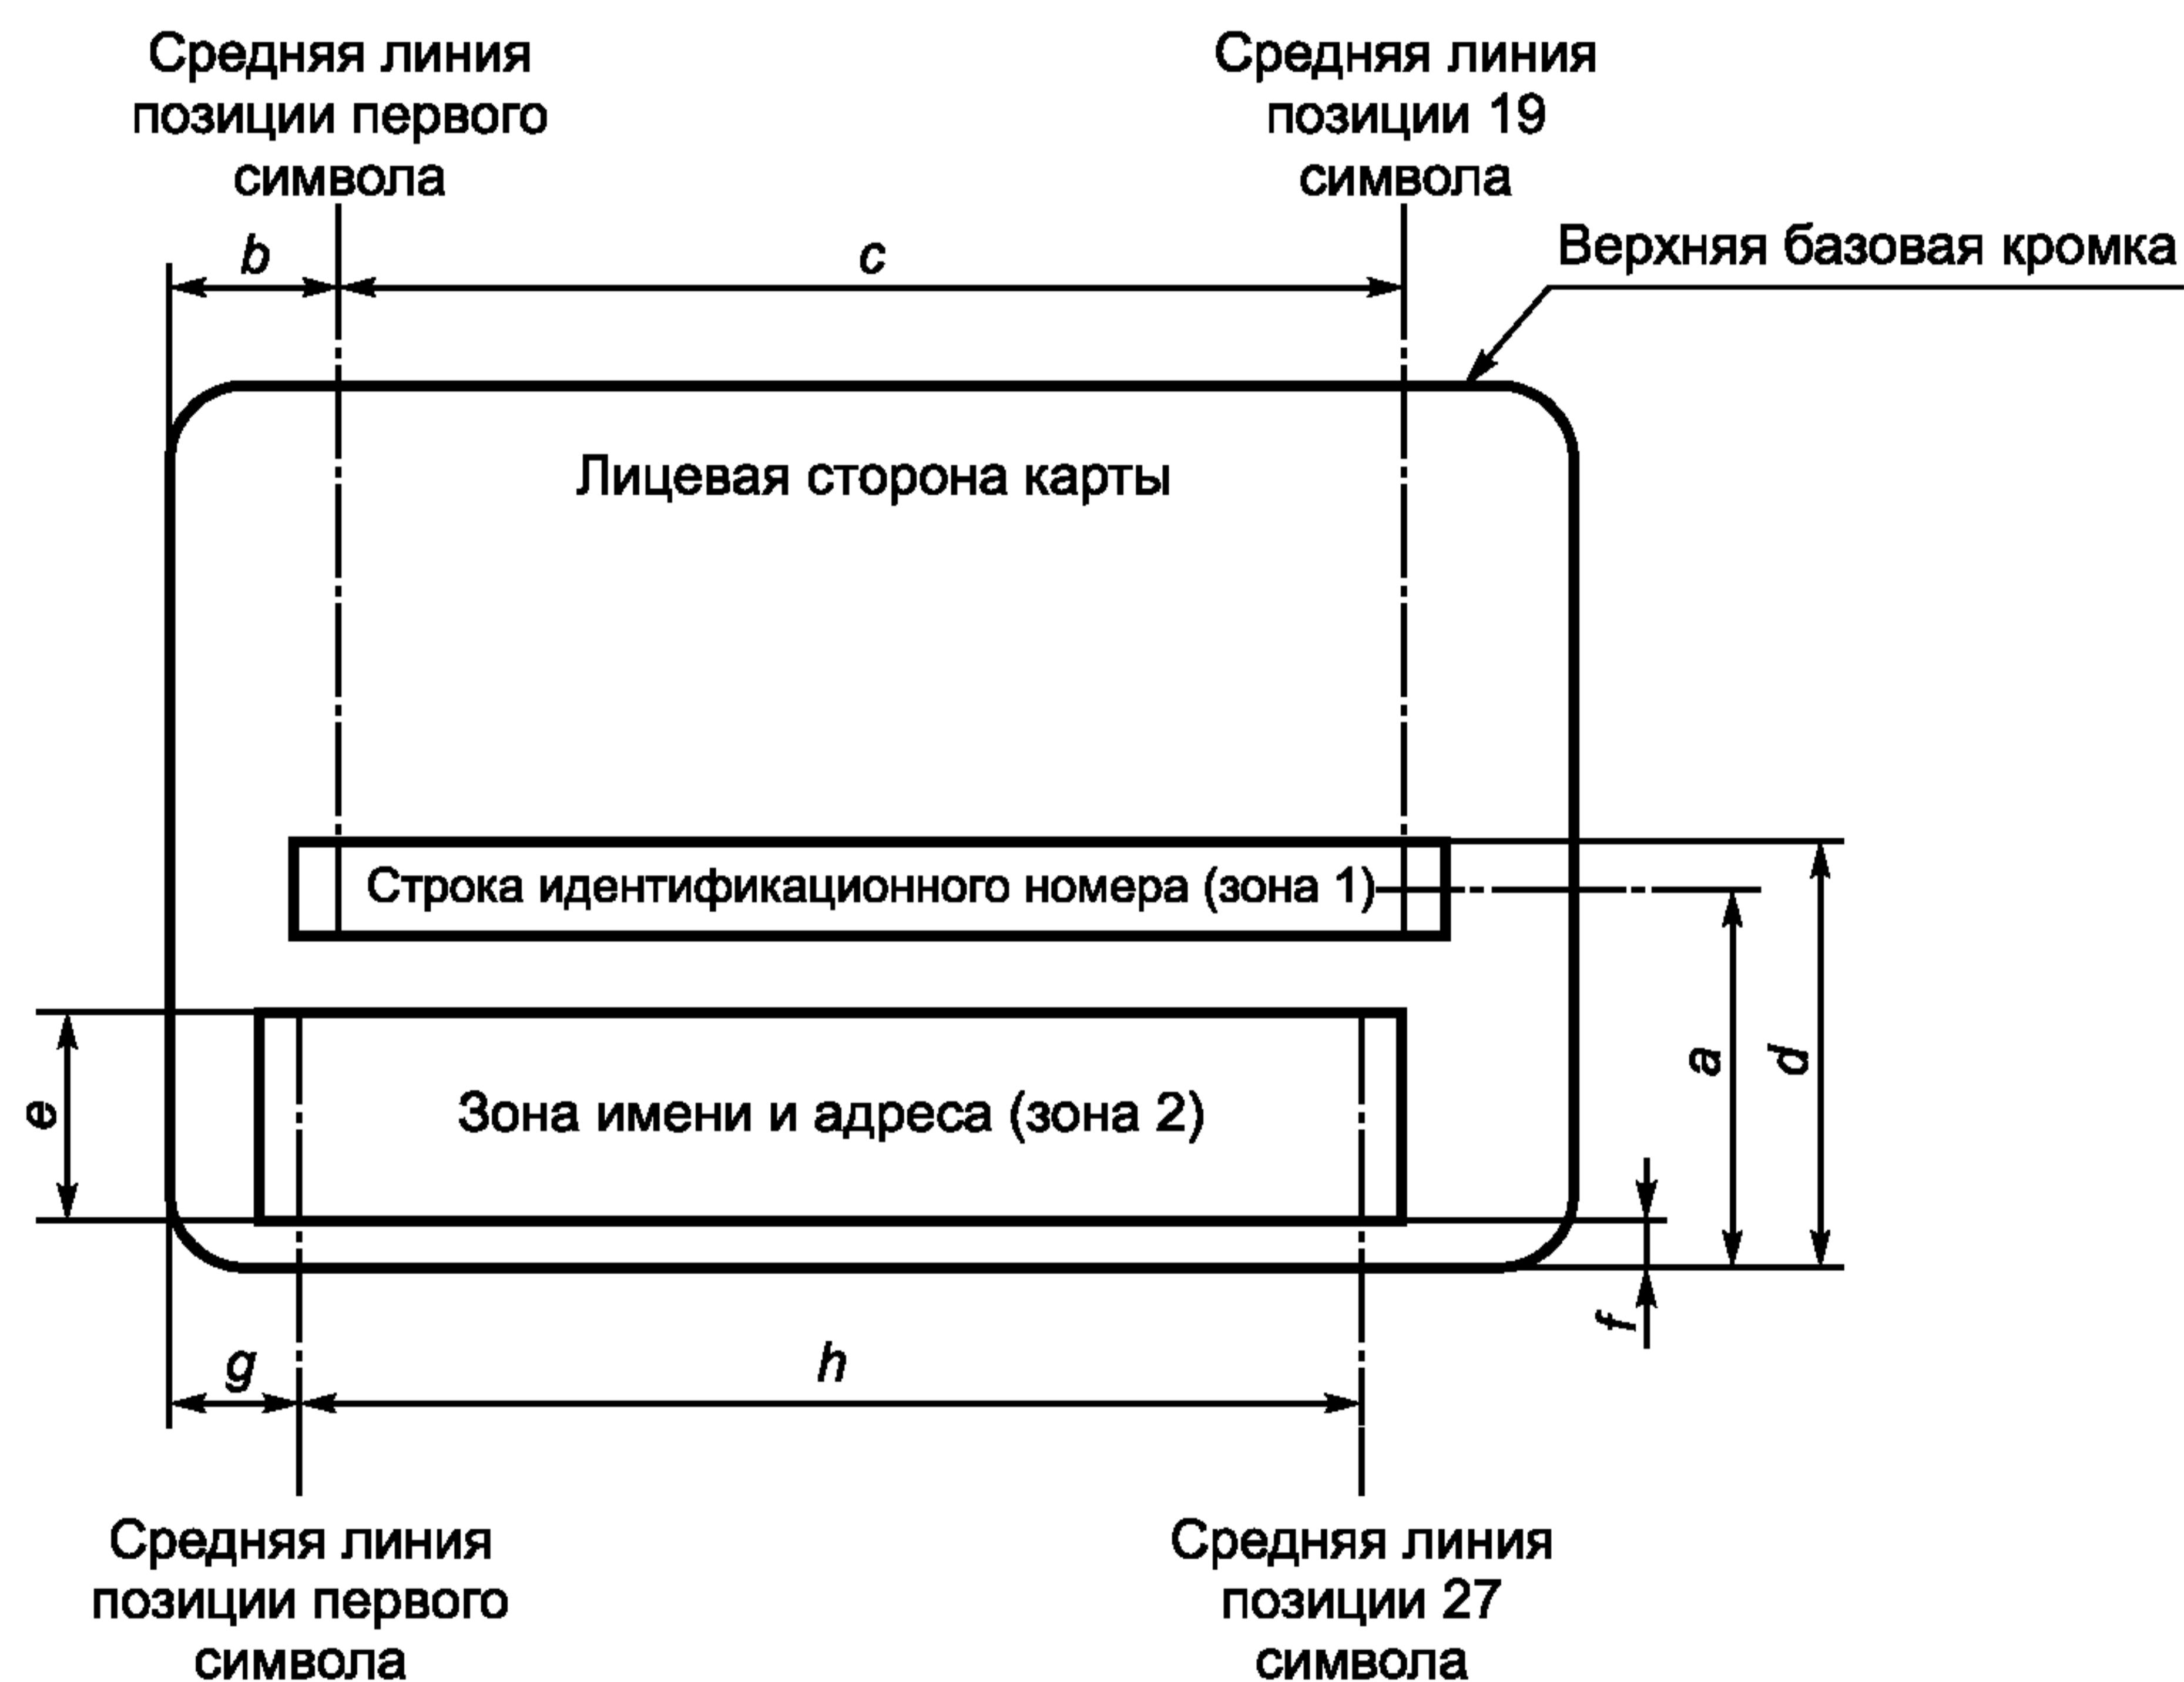 Средняя линия
позиции первого
символа
Средняя линия
позиции 19
символа
b
c
Верхняя базовая кромка
Лицевая сторона карты
Строка идентификационного номера (зона 1)
a
d
e
Зона имени и адреса (зона 2)
f
g
h
Средняя линия
позиции первого
символа
Средняя линия
позиции 27
символа